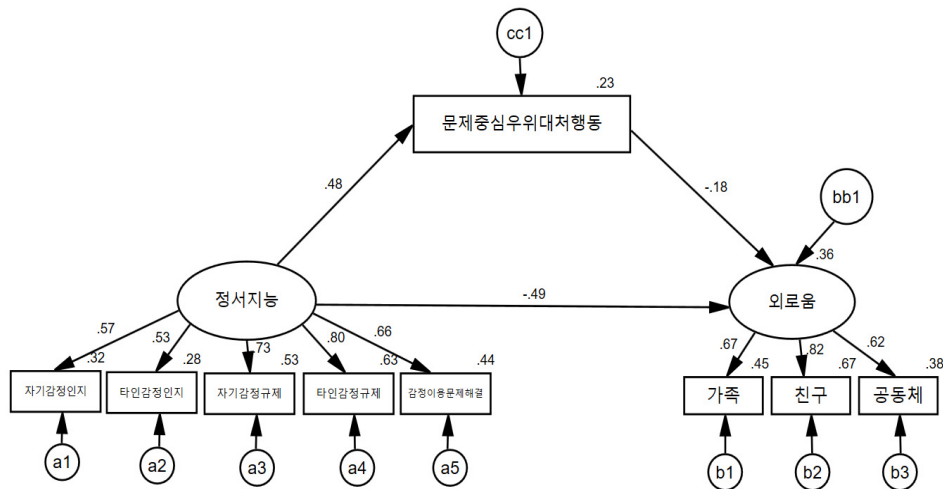 cc1
.23
문제중심우위대처행동
.48
-.18
bb1
.36
정서지능
-.49
외로움
.57
.53
.73
.80
.66
.67
.82
.62
.32
.28
.53
.63
.44
.45
.67
.38
자기감정인지
타인감정인지
자기감정규제
타인감정규제
감정이용문제해결
가족
친구
공동체
a1
a2
a3
a4
a5
b1
b2
b3